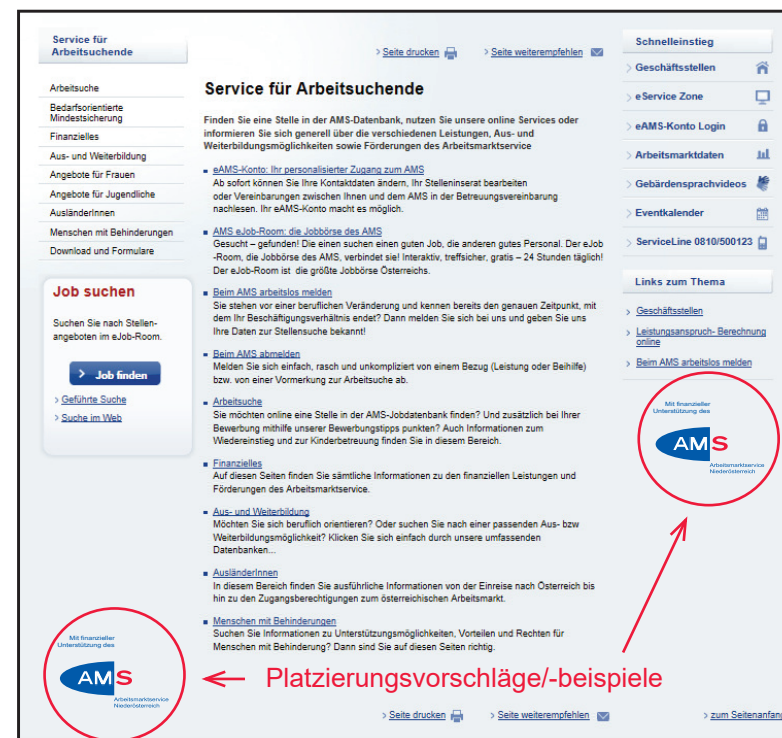 Service für
Arbeitsuchende
Arbeitsuche
Bedarfsorientierte
Mindestsicherung
Finanzielles
Aus- und Weiterbildung
Angebote für Frauen
Angebote für Jugendliche
AusländerInnen
Menschen mit Behinderungen
Download und Formulare
Job suchen
Suchen Sie nach Stellen-
angeboten im eJob-Room.
> Job finden
> Geführte Suche
> Suche im Web
Mit finanzieller
Unterstützung des
AMS
Arbeitsmarktservice
Niederösterreich
> Seite drucken > Seite weiterempfehlen
Service für Arbeitsuchende
Finden Sie eine Stelle in der AMS-Datenbank, nutzen Sie unsere online Services oder
informieren Sie sich generell über die verschiedenen Leistungen, Aus- und
Weiterbildungsmöglichkeiten sowie Förderungen des Arbeitsmarktservice
eAMS-Konto: Ihr personalisierter Zugang zum AMS
Ab sofort können Sie Ihre Kontaktdaten ändern, Ihr Stelleninserat bearbeiten
oder Vereinbarungen zwischen Ihnen und dem AMS in der Betreuungsvereinbarung
nachlesen. Ihr eAMS-Konto macht es möglich.
AMS eJob-Room: die Jobbörse des AMS
Gesucht – gefunden! Die einen suchen einen guten Job, die anderen gutes Personal. Der eJob
-Room, die Jobbörse des AMS, verbindet sie! Interaktiv, treffsicher, gratis – 24 Stunden täglich!
Der eJob-Room ist die größte Jobbörse Österreichs.
Beim AMS arbeitslos melden
Sie stehen vor einer beruflichen Veränderung und kennen bereits den genauen Zeitpunkt, mit
dem Ihr Beschäftigungsverhältnis endet? Dann melden Sie sich bei uns und geben Sie uns
Ihre Daten zur Stellensuche bekannt!
Beim AMS abmelden
Melden Sie sich einfach, rasch und unkompliziert von einem Bezug (Leistung oder Beihilfe)
bzw. von einer Vormerkung zur Arbeitsuche ab.
Arbeitsuche
Sie möchten online eine Stelle in der AMS-Jobdatenbank finden? Und zusätzlich bei Ihrer
Bewerbung mithilfe unserer Bewerbungstipps punkten? Auch Informationen zum
Wiedereinstieg und zur Kinderbetreuung finden Sie in diesem Bereich.
Finanzielles
Auf diesen Seiten finden Sie sämtliche Informationen zu den finanziellen Leistungen und
Förderungen des Arbeitsmarktservice.
Aus- und Weiterbildung
Möchten Sie sich beruflich orientieren? Oder suchen Sie nach einer passenden Aus- bzw
Weiterbildungsmöglichkeit? Klicken Sie sich einfach durch unsere umfassenden
Datenbanken...
AusländerInnen
In diesem Bereich finden Sie ausführliche Informationen von der Einreise nach Österreich bis
hin zu den Zugangsberechtigungen zum österreichischen Arbeitsmarkt.
Menschen mit Behinderungen
Suchen Sie Informationen zu Unterstützungsmöglichkeiten, Vorteilen und Rechten für
Menschen mit Behinderung? Dann sind Sie auf diesen Seiten richtig.
Platzierungsvorschläge/-beispiele
> Seite drucken > Seite weiterempfehlen > zum Seitenanfang
Schnelleinstieg
> Geschäftsstellen
> eService Zone
> eAMS-Konto Login
> Arbeitsmarktdaten
> Gebärdensprachvideos
> Eventkalender
> ServiceLine 0810/500123
Links zum Thema
> Geschäftsstellen
> Leistungsanspruch- Berechnung
online
> Beim AMS arbeitslos melden
Mit finanzieller
Unterstützung des
AMS
Arbeitsmarktservice
Niederösterreich